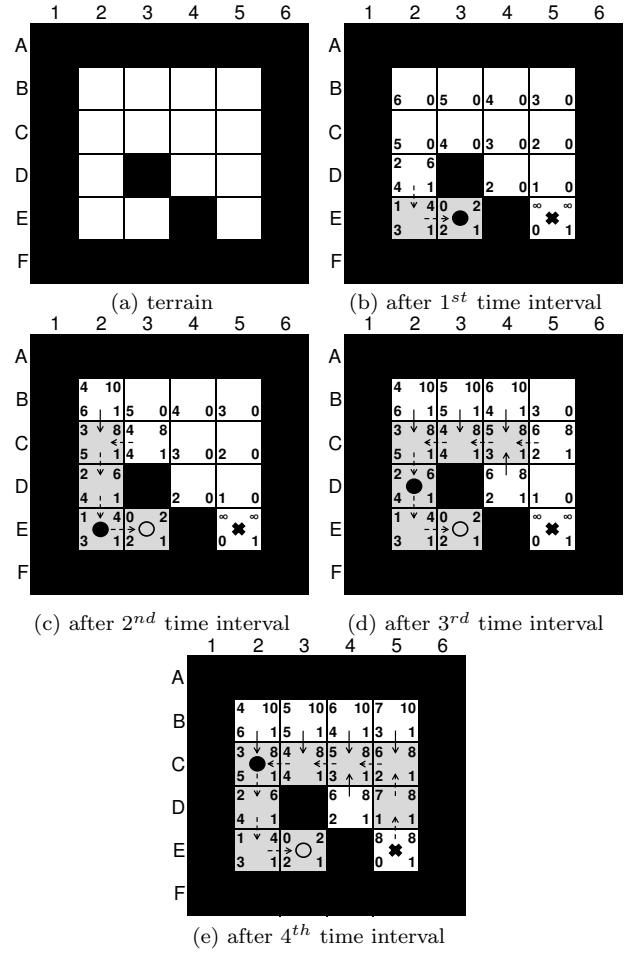 1 2 3 4 5 6
A
B
C
D
E
F
(a) terrain
1 2 3 4 5 6
A
B
6 0 5 0 4 0 3 0
C
5 0 4 0 3 0 2 0
2 6
D
4 1 2 0 1 0
1 4 0 2 ∞ ∞
E
3 1 2 1 0 1
F
(b) after 1st time interval
1 2 3 4 5 6
A
4 10
B
6 1 5 0 4 0 3 0
3 8 4 8
C
5 1 4 1 3 0 2 0
2 6
D
4 1 2 0 1 0
1 4 0 2 ∞ ∞
E
3 1 2 1 0 1
F
(c) after 2nd time interval
1 2 3 4 5 6
A
4 10 5 10 6 10
B
6 1 5 1 4 1 3 0
3 8 4 8 5 8 6 8
C
5 1 4 1 3 1 2 1
2 6 6 8
D
4 1 2 1 1 0
1 4 0 2 ∞ ∞
E
3 1 2 1 0 1
F
(d) after 3rd time interval
1 2 3 4 5 6
A
4 10 5 10 6 10 7 10
B
6 1 5 1 4 1 3 1
3 8 4 8 5 8 6 8
C
5 1 4 1 3 1 2 1
2 6 6 8 7 8
D
4 1 2 1 1 1
1 4 0 2 8 8
E
3 1 2 1 0 1
F
(e) after 4th time interval